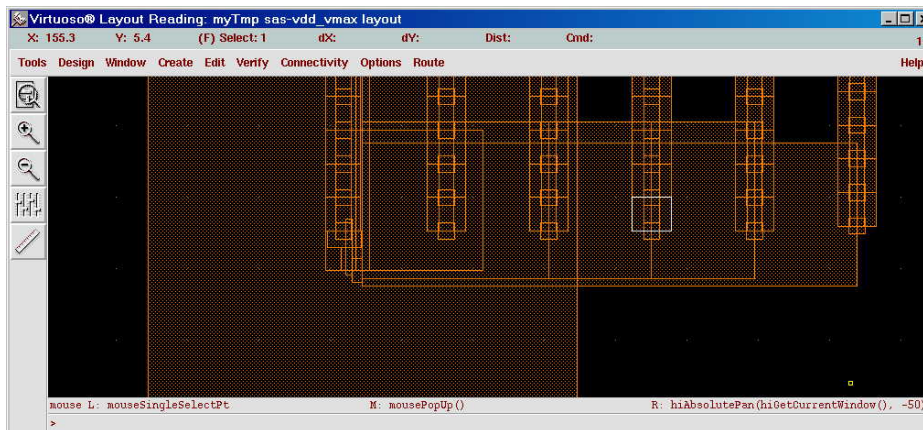 Virtuoso® Layout Reading: myTmp sas-vdd_vmax layout
X: 155.3 Y: 5.4 (F) Select: 1 dX: dY: Dist: Cmd: 1
Tools Design Window Create Edit Verify Connectivity Options Route Help
mouse L: mouseSingleSelectPt M: mousePopUp() R: hiAbsolutePan(hiGetCurrentWindow(), -50)
>